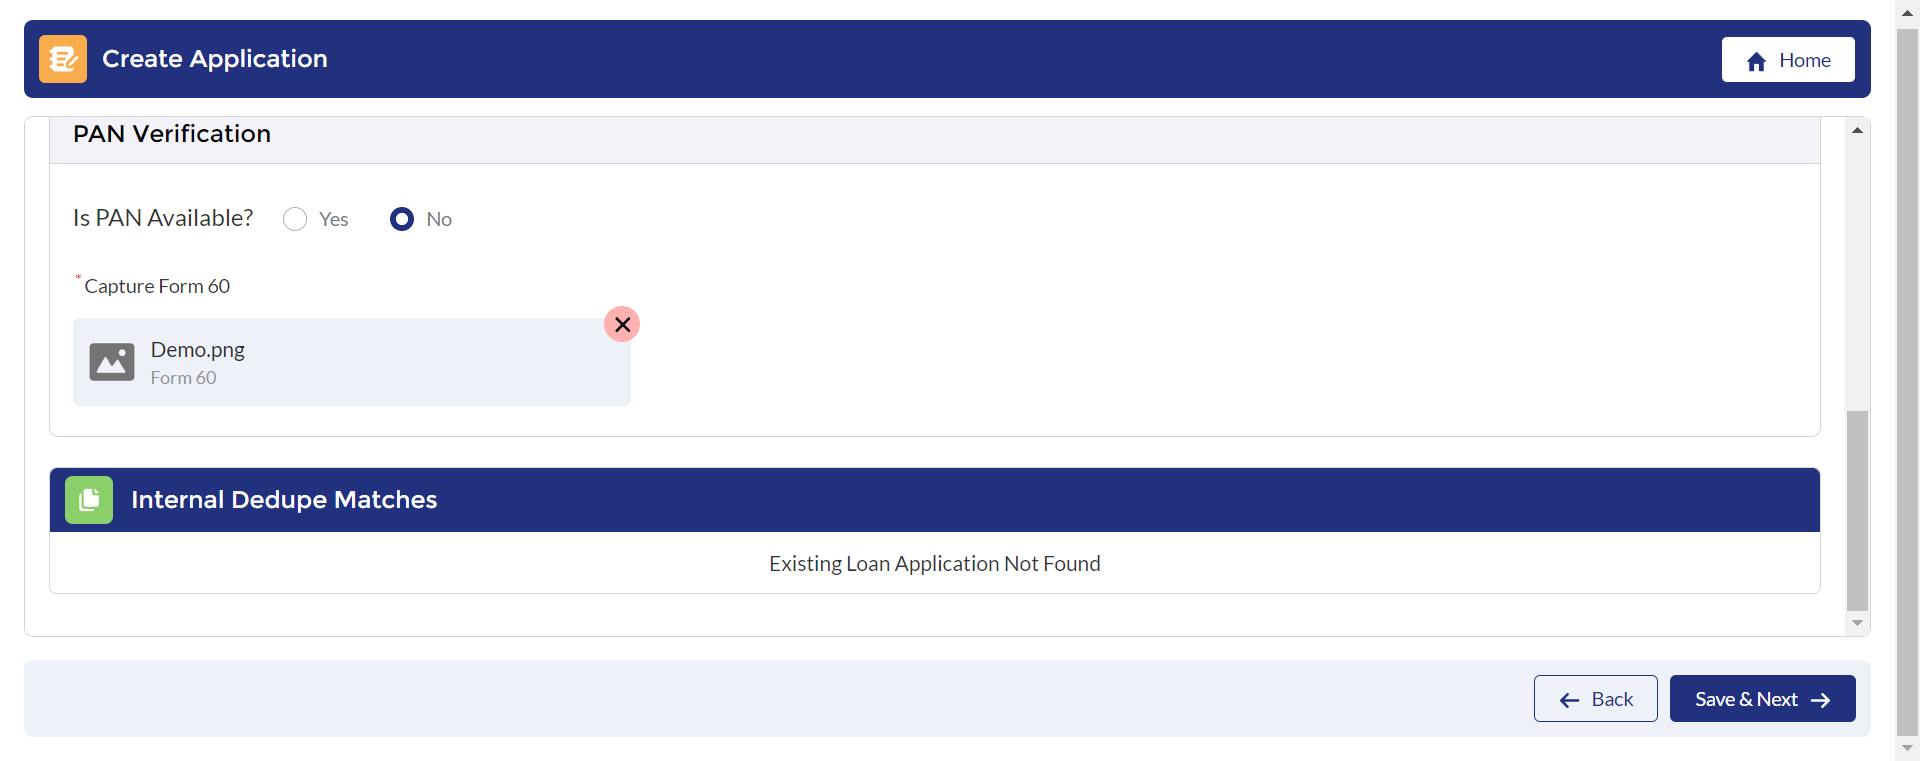 Create Application
Home
PAN Verification
Is PAN Available? Yes No
* Capture Form 60
Demo.png
Form 60
Internal Dedupe Matches
Existing Loan Application Not Found
Back
Save & Next